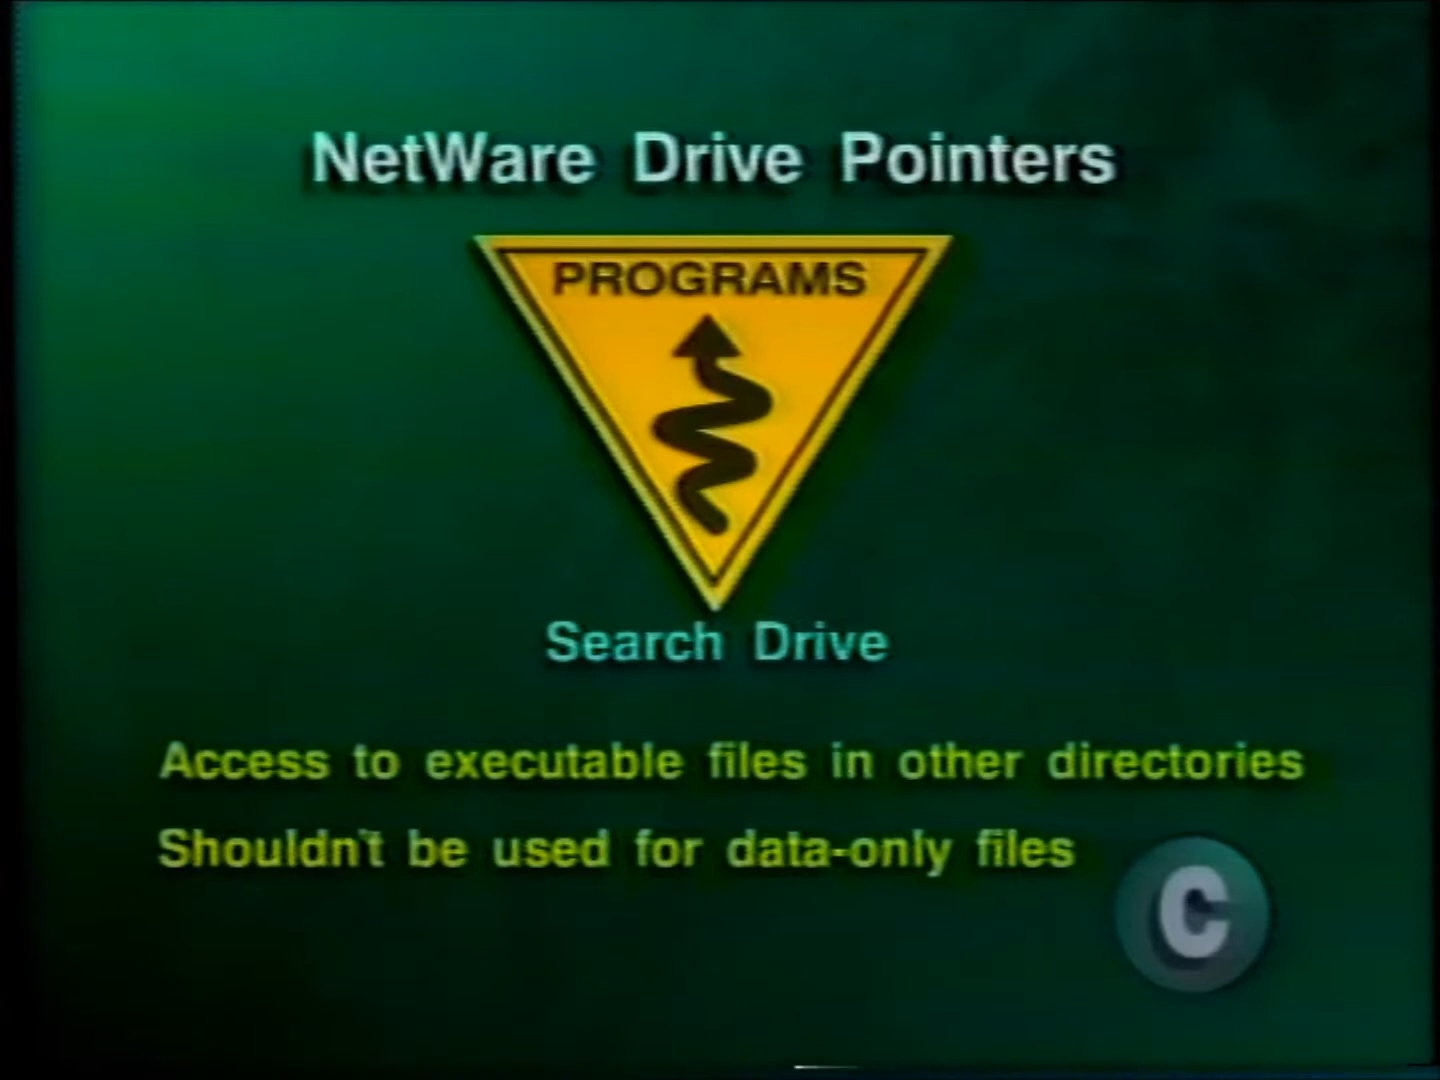 NetWare Drive Pointers
PROGRAMS
Search Drive
Access to executable files in other directories
Shouldn't be used for data-only files
C